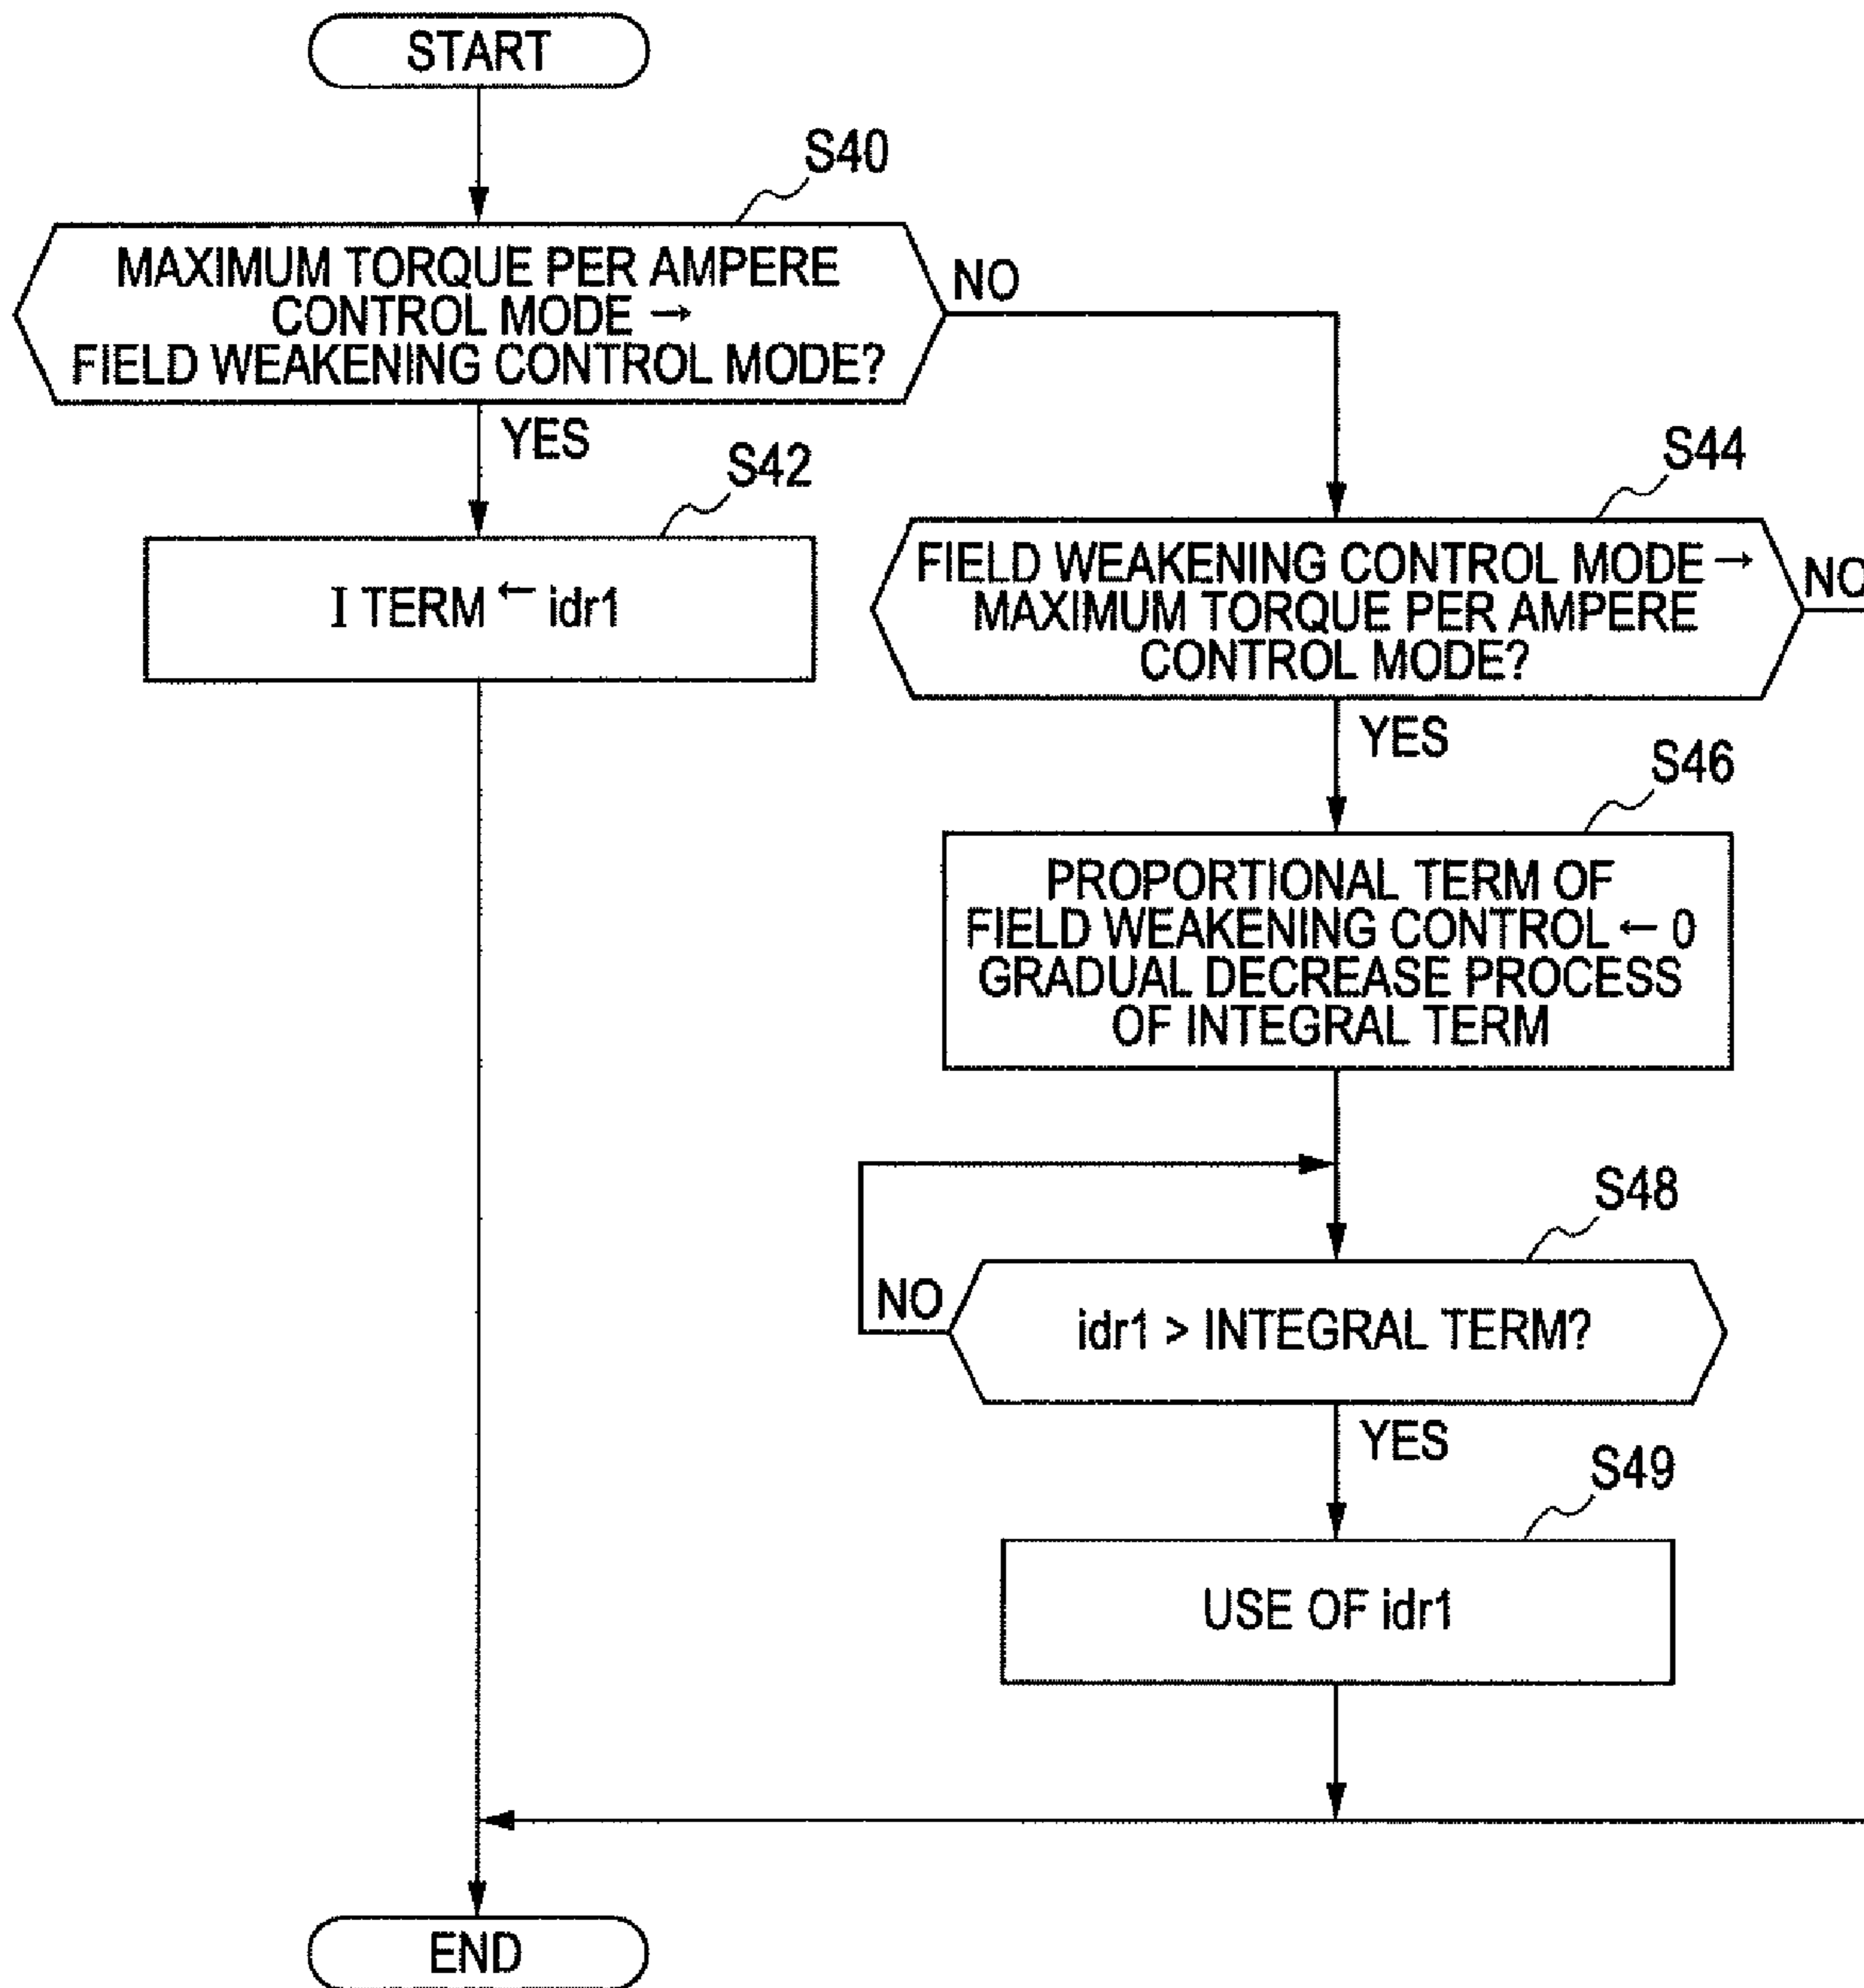 START
S40
MAXIMUM TORQUE PER AMPERE
CONTROL MODE →
FIELD WEAKENING CONTROL MODE?
NO
YES
S42
I TERM ← idr1
S44
FIELD WEAKENING CONTROL MODE →
MAXIMUM TORQUE PER AMPERE
CONTROL MODE?
NO
YES
S46
PROPORTIONAL TERM OF
FIELD WEAKENING CONTROL ← 0
GRADUAL DECREASE PROCESS
OF INTEGRAL TERM
S48
NO
idr1 > INTEGRAL TERM?
YES
S49
USE OF idr1
END